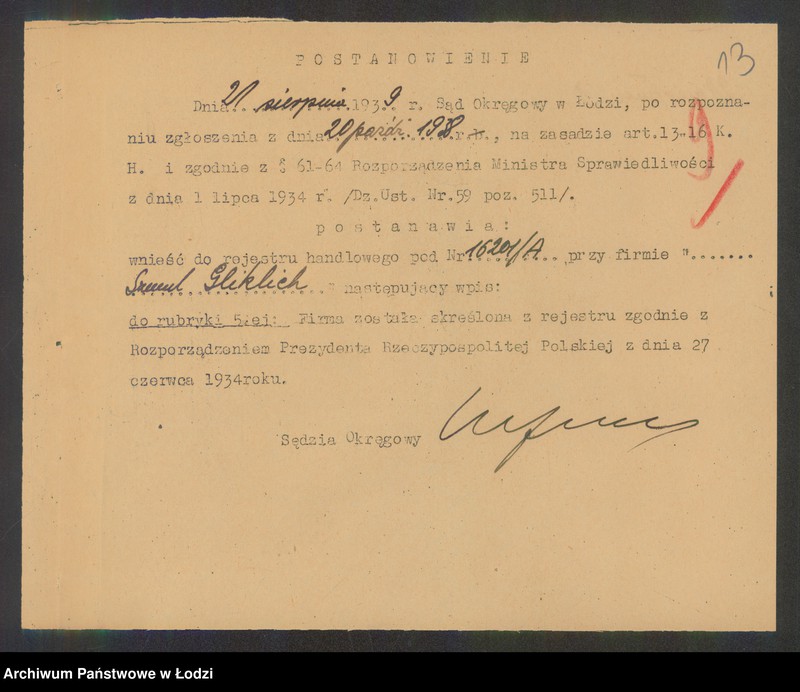 13
POSTANOWIENIE
Dnia 21 sierpnia 1939 r. Sąd Okręgowy w Łodzi, po rozpozna-
niu zgłoszenia z dnia 20 paźdz. 1938 r., na zasadzie art.13-16 K.
H. i zgodnie z § 61-64 Rozporządzenia Ministra Sprawiedliwości
z dnia 1 lipca 1934 r. /Dz.Ust. Nr.59 poz. 511/.
postanawia:
wnieść do rejestru handlowego pod Nr 16201/A .. przy firmie ".......
Szmul Gliklich " następujący wpis:
do rubryki 5.ej: Firma została skreślona z rejestru zgodnie z
Rozporządzeniem Prezydenta Rzeczypospolitej Polskiej z dnia 27
czerwca 1934roku.
Sędzia Okręgowy
Archiwum Państwowe w Łodzi